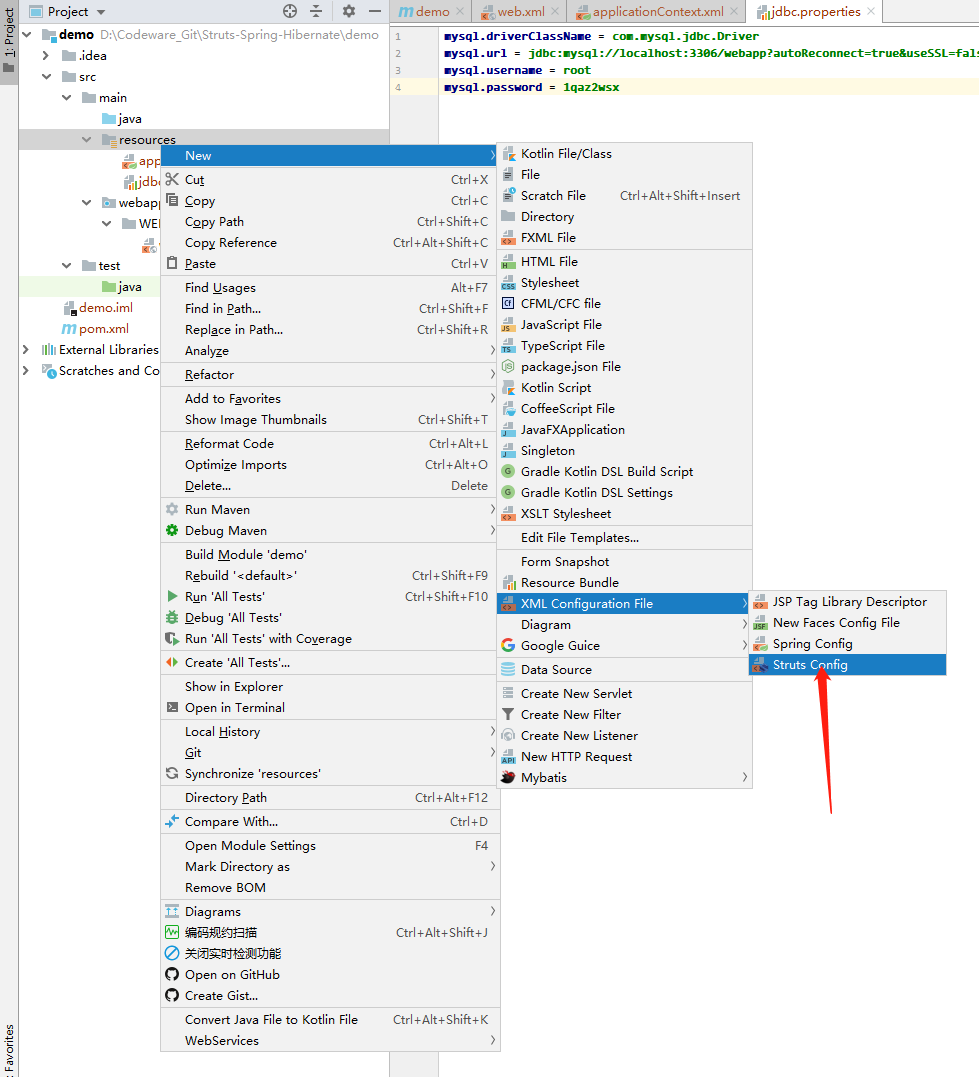 1: Project
Project
demo
web.xml
applicationContext.xml
jdbc.properties
demo D:\Codeware_Git\Struts-Spring-Hibernate\demo
.idea
src
main
java
resources
app
jdbc
webapp
WE
test
java
demo.iml
pom.xml
External Libraries
Scratches and Co
1 mysql.driverClassName = com.mysql.jdbc.Driver
2 mysql.url = jdbc:mysql://localhost:3306/webapp?autoReconnect=true&useSSL=fals
3 mysql.username = root
4 mysql.password = 1qaz2wsx
New
Cut Ctrl+X
Copy Ctrl+C
Copy Path Ctrl+Shift+C
Copy Reference Ctrl+Alt+Shift+C
Paste Ctrl+V
Find Usages Alt+F7
Find in Path... Ctrl+Shift+F
Replace in Path... Ctrl+Shift+R
Analyze
Refactor
Add to Favorites
Show Image Thumbnails Ctrl+Shift+T
Reformat Code Ctrl+Alt+L
Optimize Imports Ctrl+Alt+O
Delete... Delete
Run Maven
Debug Maven
Build Module 'demo'
Rebuild '<default>' Ctrl+Shift+F9
Run 'All Tests' Ctrl+Shift+F10
Debug 'All Tests'
Run 'All Tests' with Coverage
Create 'All Tests'...
Show in Explorer
Open in Terminal
Local History
Git
Synchronize 'resources'
Directory Path Ctrl+Alt+F12
Compare With... Ctrl+D
Open Module Settings F4
Mark Directory as
Remove BOM
Diagrams
编码规约扫描 Ctrl+Alt+Shift+J
关闭实时检测功能
Open on GitHub
Create Gist...
Convert Java File to Kotlin File Ctrl+Alt+Shift+K
WebServices
Kotlin File/Class
File
Scratch File Ctrl+Alt+Shift+Insert
Directory
FXML File
HTML File
Stylesheet
CFML/CFC file
JavaScript File
TypeScript File
package.json File
Kotlin Script
CoffeeScript File
JavaFXApplication
Singleton
Gradle Kotlin DSL Build Script
Gradle Kotlin DSL Settings
XSLT Stylesheet
Edit File Templates...
Form Snapshot
Resource Bundle
XML Configuration File
Diagram
Google Guice
Data Source
Create New Servlet
Create New Filter
Create New Listener
New HTTP Request
Mybatis
JSP Tag Library Descriptor
New Faces Config File
Spring Config
Struts Config
Favorites